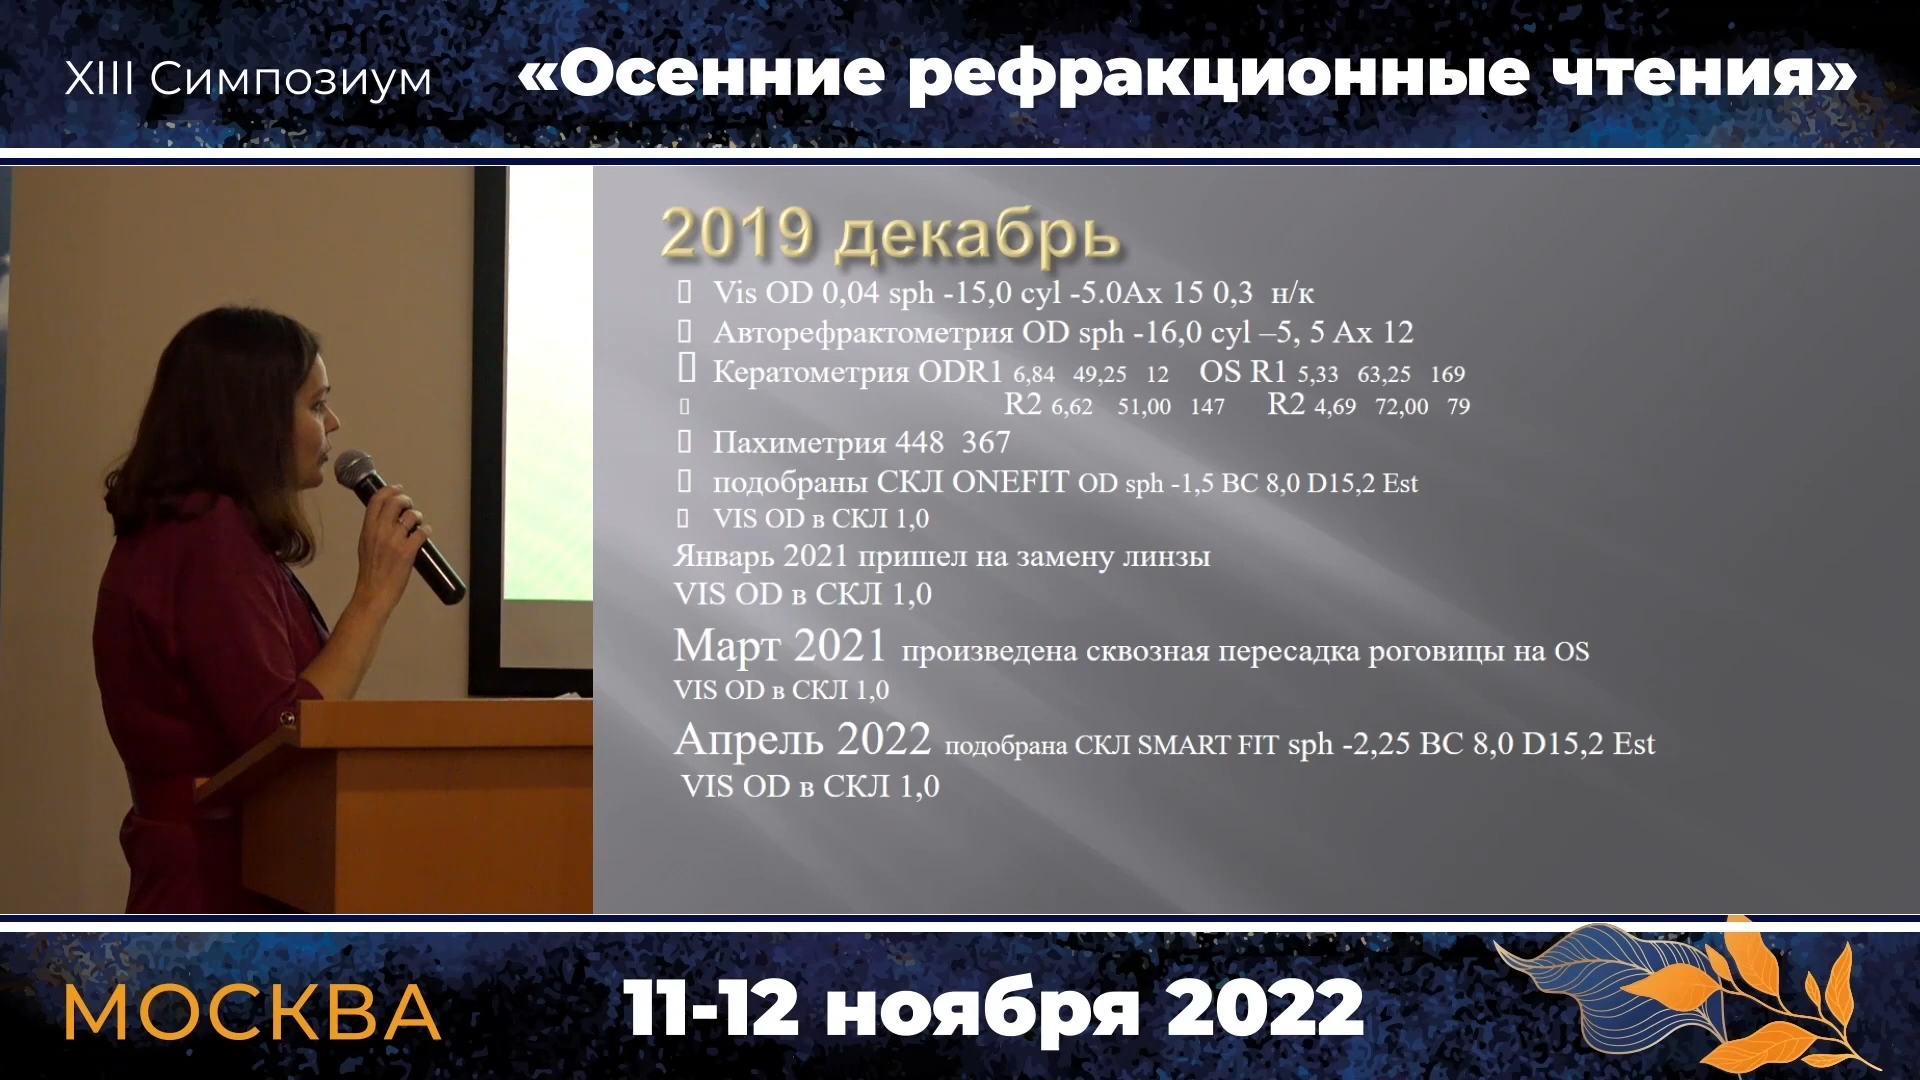 XIII Симпозиум «Осенние рефракционные чтения»
2019 декабрь
Vis OD 0,04 sph -15,0 cyl -5.0Ax 15 0,3 н/к
Авторефрактометрия OD sph -16,0 cyl –5, 5 Ax 12
Кератометрия ODR1 6,84 49,25 12 OS R1 5,33 63,25 169
R2 6,62 51,00 147 R2 4,69 72,00 79
Пахиметрия 448 367
подобраны СКЛ ONEFIT OD sph -1,5 BC 8,0 D15,2 Est
VIS OD в СКЛ 1,0
Январь 2021 пришел на замену линзы
VIS OD в СКЛ 1,0
Март 2021 произведена сквозная пересадка роговицы на OS
VIS OD в СКЛ 1,0
Апрель 2022 подобрана СКЛ SMART FIT sph -2,25 BC 8,0 D15,2 Est
VIS OD в СКЛ 1,0
МОСКВА 11-12 ноября 2022